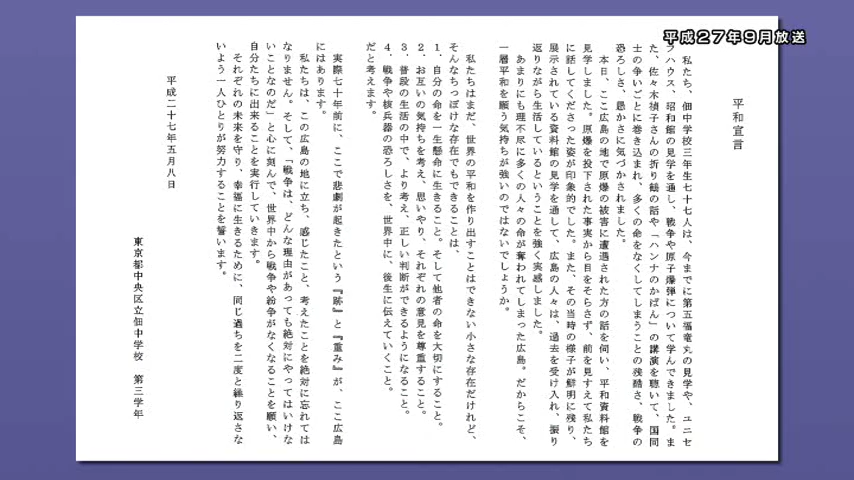 平成27年9月放送
平和宣言
私たち、佃中学校三年生七十七人は、今までに第五福竜丸の見学や、ユニセ
フハウス、昭和館の見学を通し、戦争や原子爆弾について学んできました。ま
た、佐々木禎子さんの折り鶴の話や「ハンナのかばん」の講演を聴いて、国同
士の争いごとに巻き込まれ、多くの命をなくしてしまうことの残酷さ、戦争の
恐ろしさ、愚かさに気づかされました。
本日、ここ広島の地で原爆の被害に遭遇された方の話を伺い、平和資料館を
見学しました。原爆を投下された事実から目をそらさず、前を見すえて私たち
に話してくださった姿が印象的でした。また、その当時の様子が鮮明に残り、
展示されている資料館の見学を通して、広島の人々は、過去を受け入れ、振り
返りながら生活しているということを強く実感しました。
あまりにも理不尽に多くの人々の命が奪われてしまった広島。だからこそ、
一層平和を願う気持ちが強いのではないでしょうか。
私たちはまだ、世界の平和を作り出すことはできない小さな存在だけれど、
そんなちっぽけな存在でもできることは、
1．自分の命を一生懸命に生きること。そして他者の命を大切にすること。
2．お互いの気持ちを考え、思いやり、それぞれの意見を尊重すること。
3．普段の生活の中で、より考え、正しい判断ができるようになること。
4．戦争や核兵器の恐ろしさを、世界中に、後生に伝えていくこと。
だと考えます。
実際七十年前に、ここで悲劇が起きたという『跡』と『重み』が、ここ広島
にはあります。
私たちは、この広島の地に立ち、感じたこと、考えたことを絶対に忘れては
なりません。そして、「戦争は、どんな理由があっても絶対にやってはいけな
いことなのだ」と心に刻んで、世界中から戦争や紛争がなくなることを願い、
自分たちに出来ることを実行していきます。
それぞれの未来を守り、幸福に生きるために、同じ過ちを二度と繰り返さな
いよう一人ひとりが努力することを誓います。
平成二十七年五月八日
東京都中央区立佃中学校　第三学年